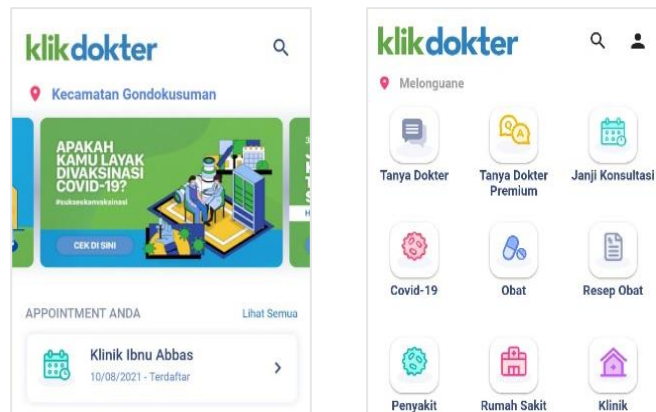 klikdokter
Kecamatan Gondokusuman
APAKAH
KAMU LAYAK
DIVAKSINASI
COVID-19?
#sukseskanvaksinasi
CEK DI SINI
APPOINTMENT ANDA
Lihat Semua
Klinik Ibnu Abbas
10/08/2021 - Terdaftar
klikdokter
Melonguane
Tanya Dokter
Tanya Dokter
Premium
Janji Konsultasi
Covid-19
Obat
Resep Obat
Penyakit
Rumah Sakit
Klinik